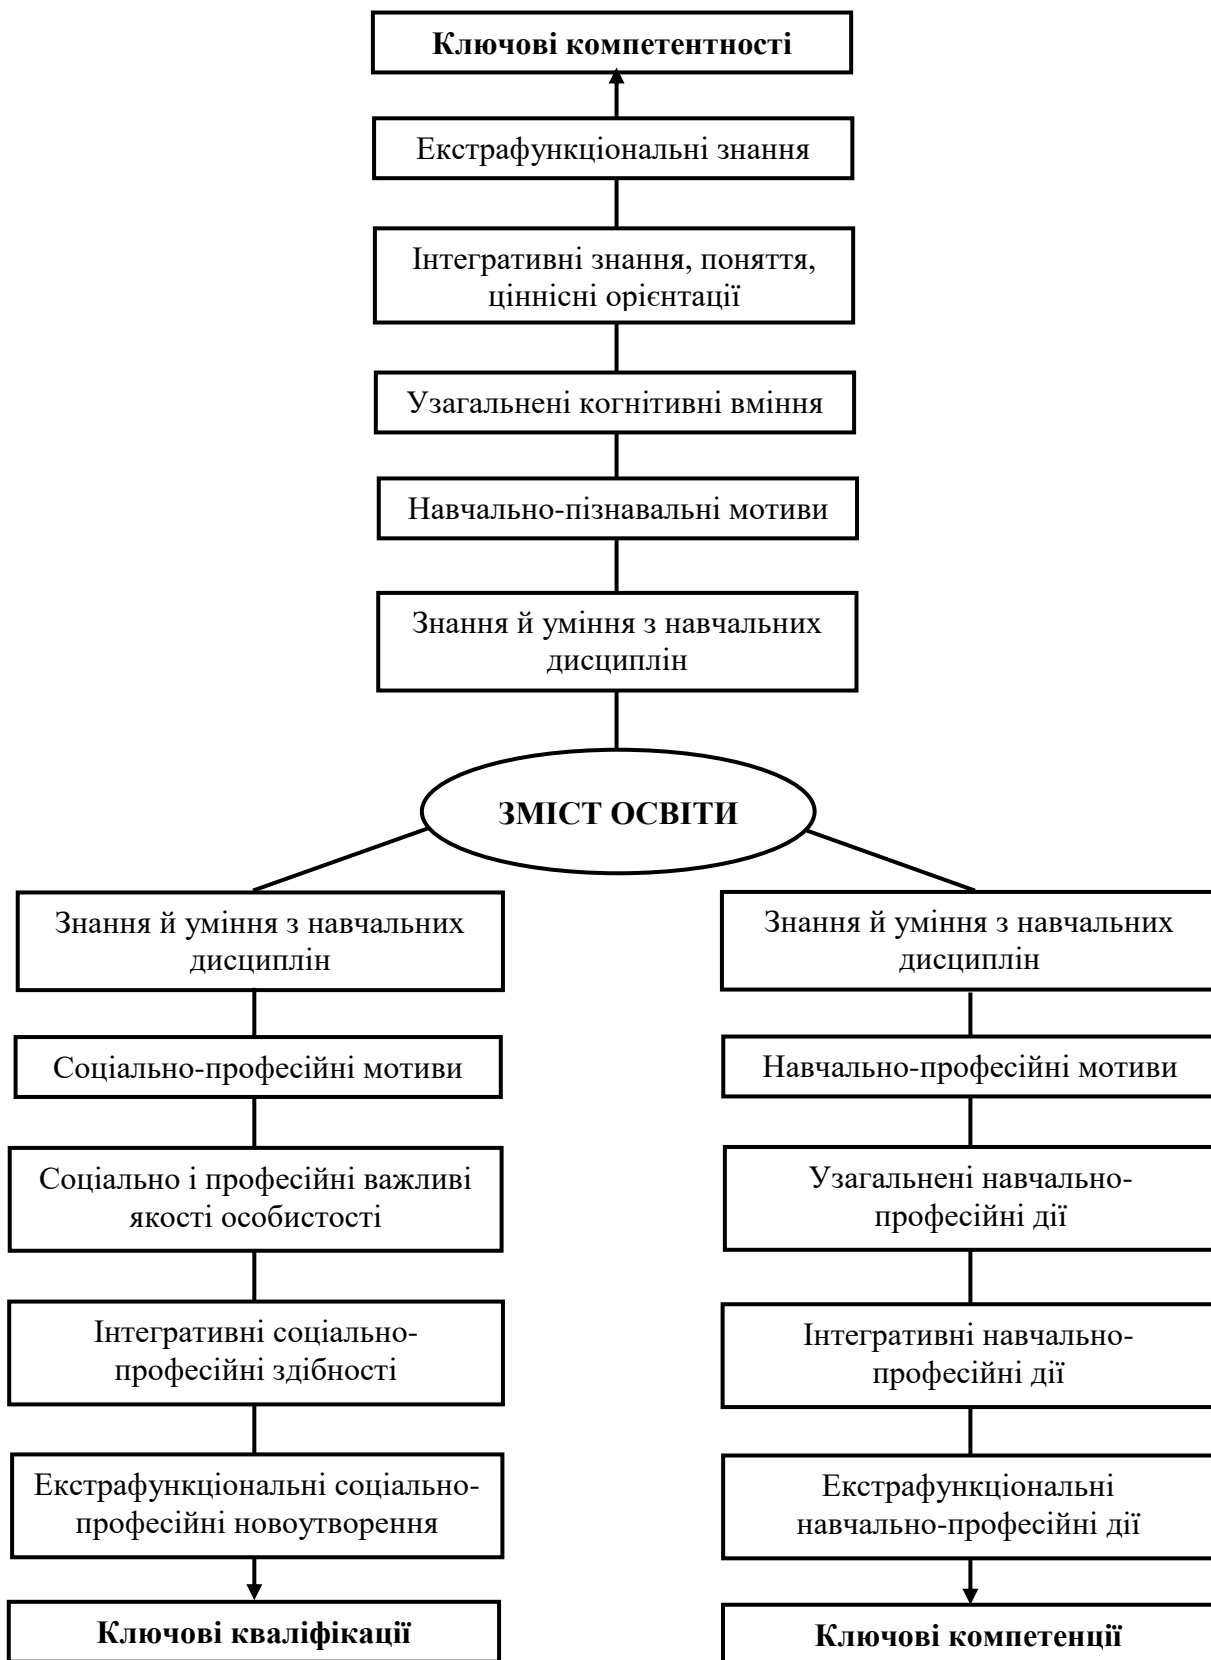 Ключові компетентності
Екстрафункціональні знання
Інтегративні знання, поняття,
ціннісні орієнтації
Узагальнені когнітивні вміння
Навчально-пізнавальні мотиви
Знання й уміння з навчальних
дисциплін
ЗМІСТ ОСВІТИ
Знання й уміння з навчальних
дисциплін
Соціально-професійні мотиви
Соціально і професійні важливі
якості особистості
Інтегративні соціально-
професійні здібності
Екстрафункціональні соціально-
професійні новоутворення
Ключові кваліфікації
Знання й уміння з навчальних
дисциплін
Навчально-професійні мотиви
Узагальнені навчально-
професійні дії
Інтегративні навчально-
професійні дії
Екстрафункціональні
навчально-професійні дії
Ключові компетенції